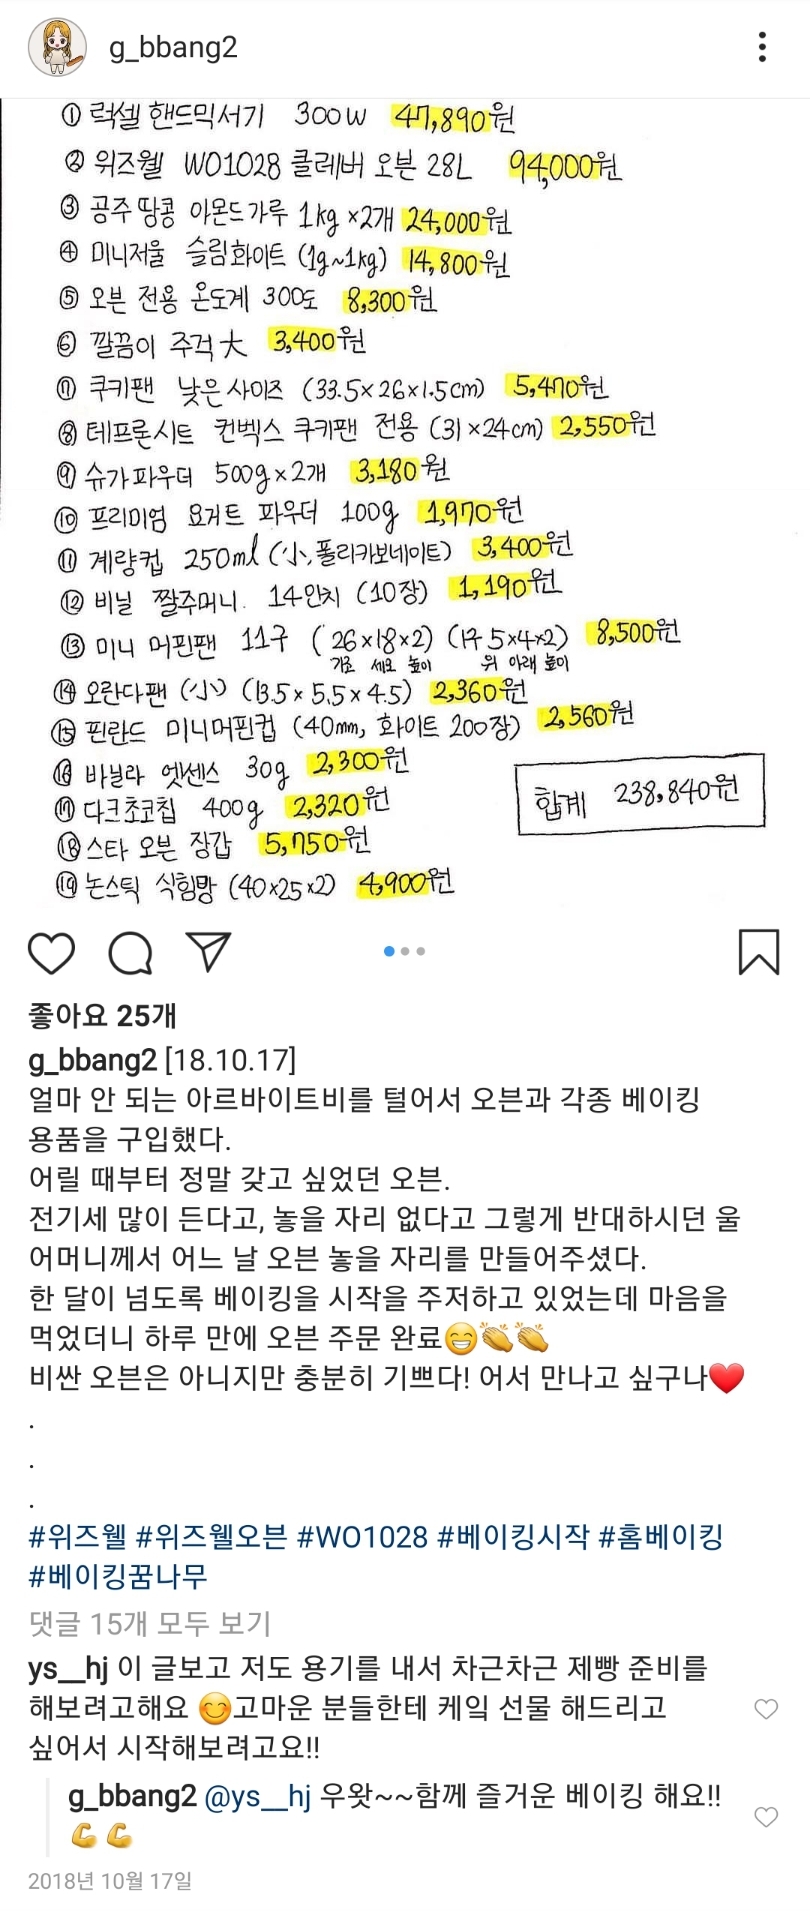 g_bbang2
① 럭셀 핸드믹서기 300W 47,890원
② 위즈웰 WO1028 클레버 오븐 28L 94,000원
③ 공주 땅콩 아몬드가루 1kg ×2개 24,000원
④ 미니저울 슬림화이트 (1g~1kg) 14,800원
⑤ 오븐 전용 온도계 300도 8,300원
⑥ 깔끔이 주걱 大 3,400원
⑦ 쿠키팬 낮은사이즈 (33.5×26×1.5cm) 5,470원
⑧ 테프론시트 컨벡스 쿠키팬 전용 (31×24cm) 2,550원
⑨ 슈가파우더 500g×2개 3,180원
⑩ 프리미엄 요거트 파우더 100g 1,970원
⑪ 계량컵 250ml (小, 폴리카보네이트) 3,400원
⑫ 비닐 짤주머니. 14인치 (10장) 1,190원
⑬ 미니 머핀팬 11구 (26×18×2) (17 5×4×2) 8,500원
가로 세로 높이 위 아래 높이
⑭ 오란다팬 (小) (13.5×5.5×4.5) 2,360원
⑮ 핀란드 미니머핀컵 (40mm, 화이트 200장) 2,560원
⑯ 바닐라 엣센스 30g 2,300원
⑰ 다크초코칩 400g 2,320원
⑱ 스타 오븐 장갑 5,750원
⑲ 논스틱 식힘망 (40×25×2) 4,900원
합계 238,840원
좋아요 25개
g_bbang2 [18.10.17]
얼마 안 되는 아르바이트비를 털어서 오븐과 각종 베이킹
용품을 구입했다.
어릴 때부터 정말 갖고 싶었던 오븐.
전기세 많이 든다고, 놓을 자리 없다고 그렇게 반대하시던 울
어머니께서 어느 날 오븐 놓을 자리를 만들어주셨다.
한 달이 넘도록 베이킹을 시작을 주저하고 있었는데 마음을
먹었더니 하루 만에 오븐 주문 완료😁👏👏
비싼 오븐은 아니지만 충분히 기쁘다! 어서 만나고 싶구나❤️
.
.
.
#위즈웰 #위즈웰오븐 #WO1028 #베이킹시작 #홈베이킹
#베이킹꿈나무
댓글 15개 모두 보기
ys__hj 이 글보고 저도 용기를 내서 차근차근 제빵 준비를
해보려고해요 😊고마운 분들한테 케잌 선물 해드리고
싶어서 시작해보려고요!!
g_bbang2 @ys__hj 우왓~~함께 즐거운 베이킹 해요!!
💪💪
2018년 10월 17일